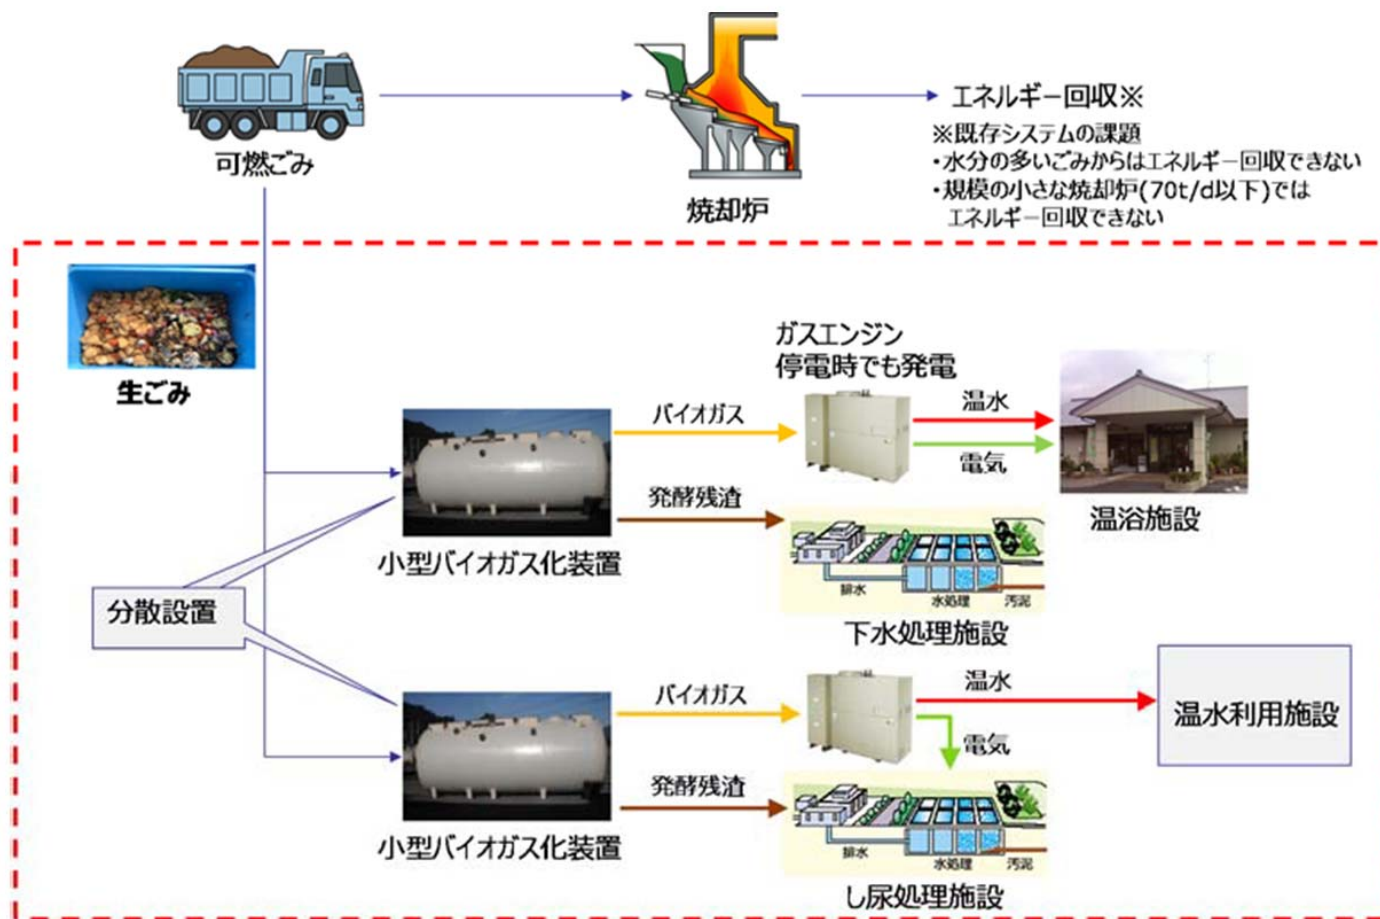 可燃ごみ
焼却炉
エネルギー回収※
※既存システムの課題
・水分の多いごみからはエネルギー回収できない
・規模の小さな焼却炉(70t/d以下)では
エネルギー回収できない
生ごみ
ガスエンジン
停電時でも発電
バイオガス
温水
電気
温浴施設
発酵残渣
小型バイオガス化装置
排水
水処理
汚泥
下水処理施設
分散設置
バイオガス
温水
電気
温水利用施設
発酵残渣
小型バイオガス化装置
排水
水処理
汚泥
し尿処理施設